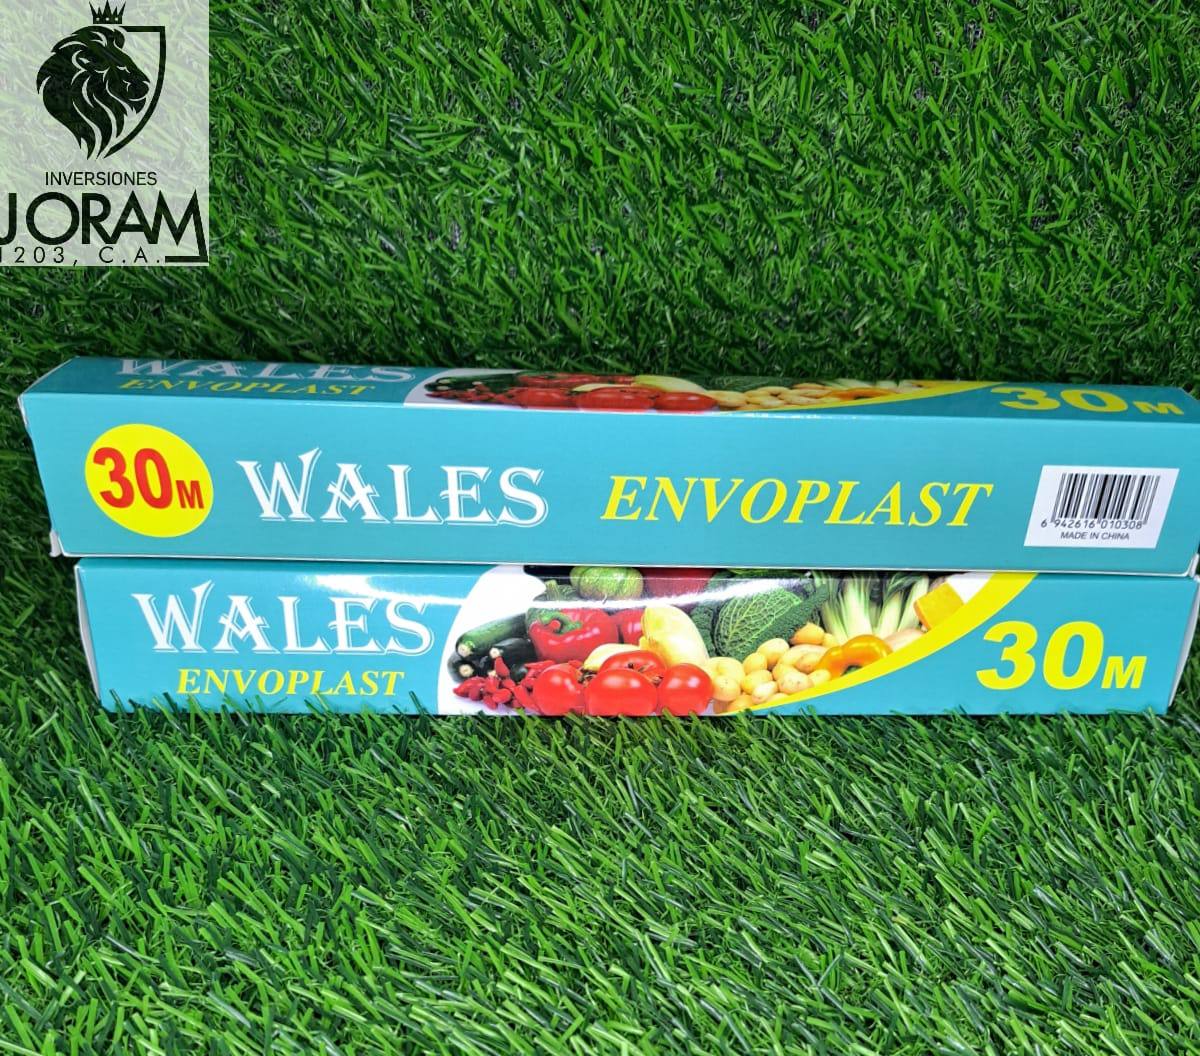 INVERSIONES
JORAM
1203, C.A.
WALES
ENVOPLAST
30M
30M
WALES
ENVOPLAST
6 942616 010308
MADE IN CHINA
WALES
ENVOPLAST
30M